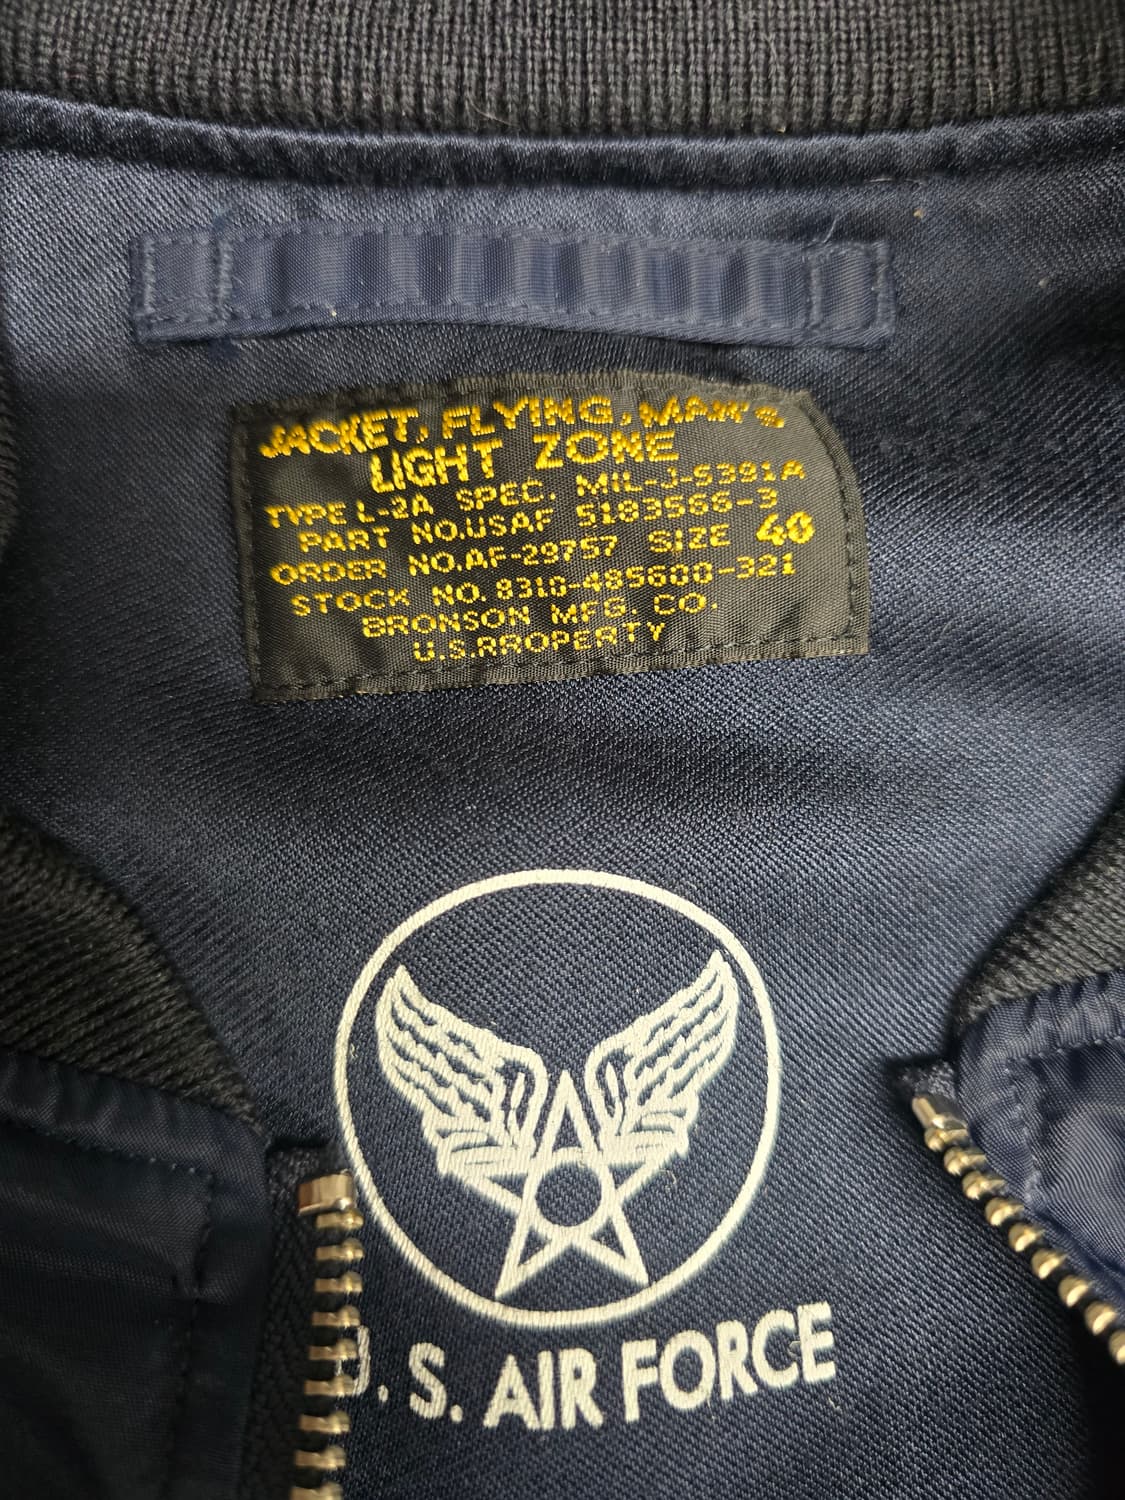 JACKET, FLYING, MAN'S
LIGHT ZONE
TYPE L-2A SPEC. MIL-J-5391A
PART NO.USAF 5183586-3
ORDER NO.AF-29757 SIZE 40
STOCK NO. 8310-485600-321
BRONSON MFG. CO.
U.S.RROPERTY
U. S. AIR FORCE